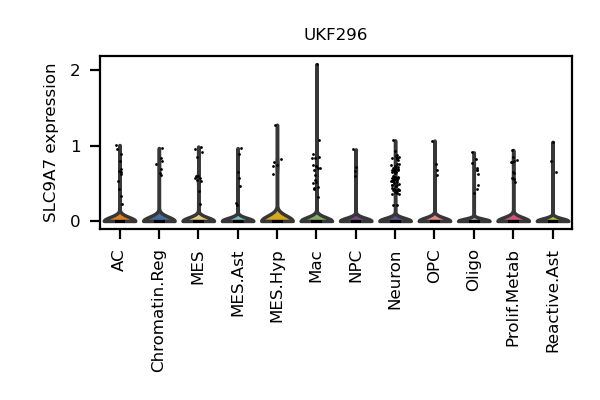 UKF296
SLC9A7 expression
2
1
0
AC
Chromatin.Reg
MES
MES.Ast
MES.Hyp
Mac
NPC
Neuron
OPC
Oligo
Prolif.Metab
Reactive.Ast